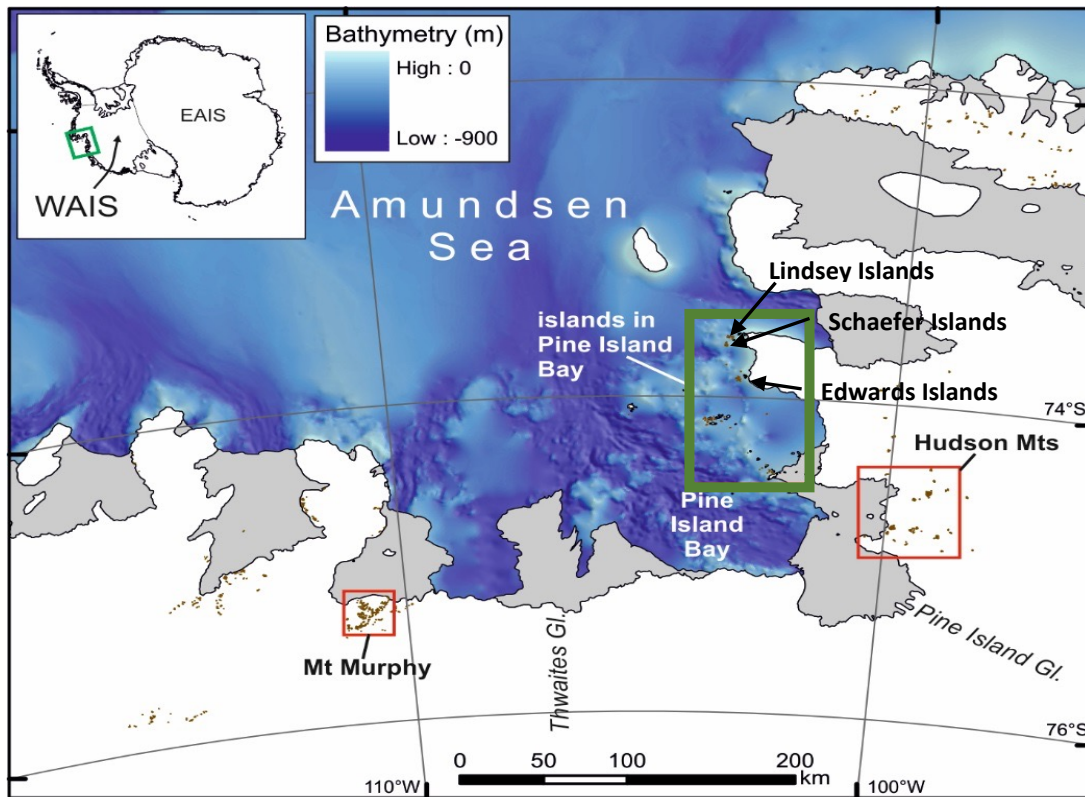 EAIS
WAIS
Bathymetry (m)
High : 0
Low : -900
Amundsen
Sea
Lindsey Islands
islands in
Pine Island
Bay
Schaefer Islands
Edwards Islands
74°S
Hudson Mts
Pine
Island
Bay
Pine Island Gl.
Mt Murphy
Thwaites Gl.
76°S
0 50 100 200
km
110°W
100°W